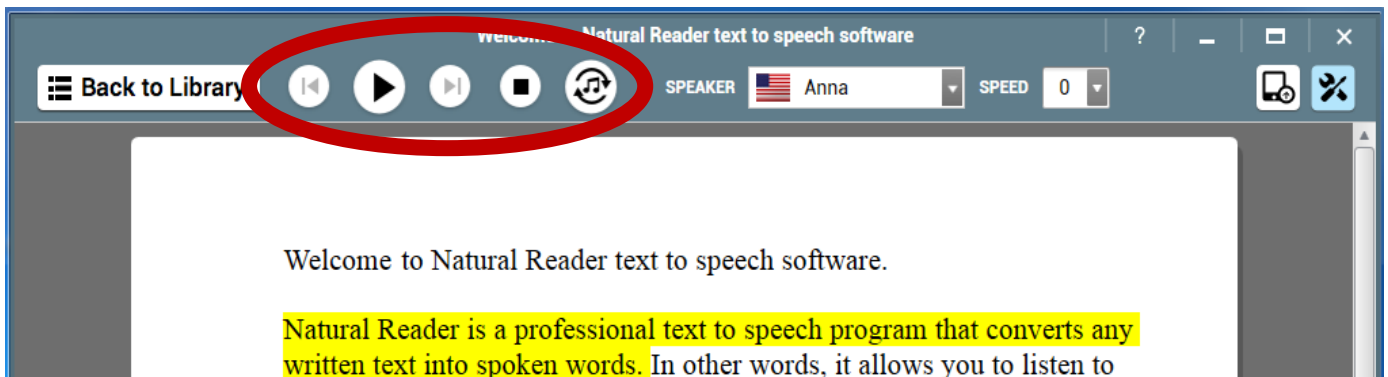 Welcome Natural Reader text to speech software ?
Back to Library SPEAKER Anna SPEED 0
Welcome to Natural Reader text to speech software.
Natural Reader is a professional text to speech program that converts any
written text into spoken words. In other words, it allows you to listen to